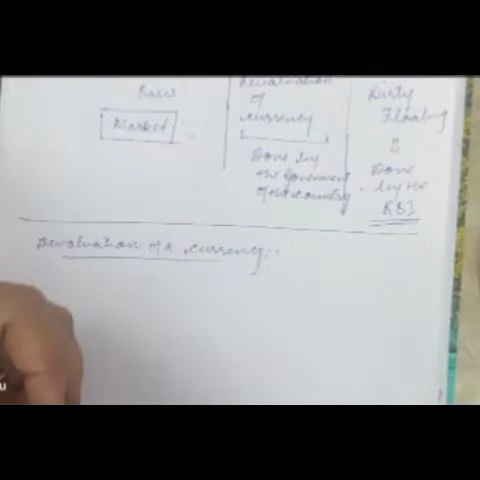 Basis
Market
Devaluation
of
currency
Done by
the Government
of the country
Dirty
Floating
Done
by the
RBI
Devaluation of a currency:-
u